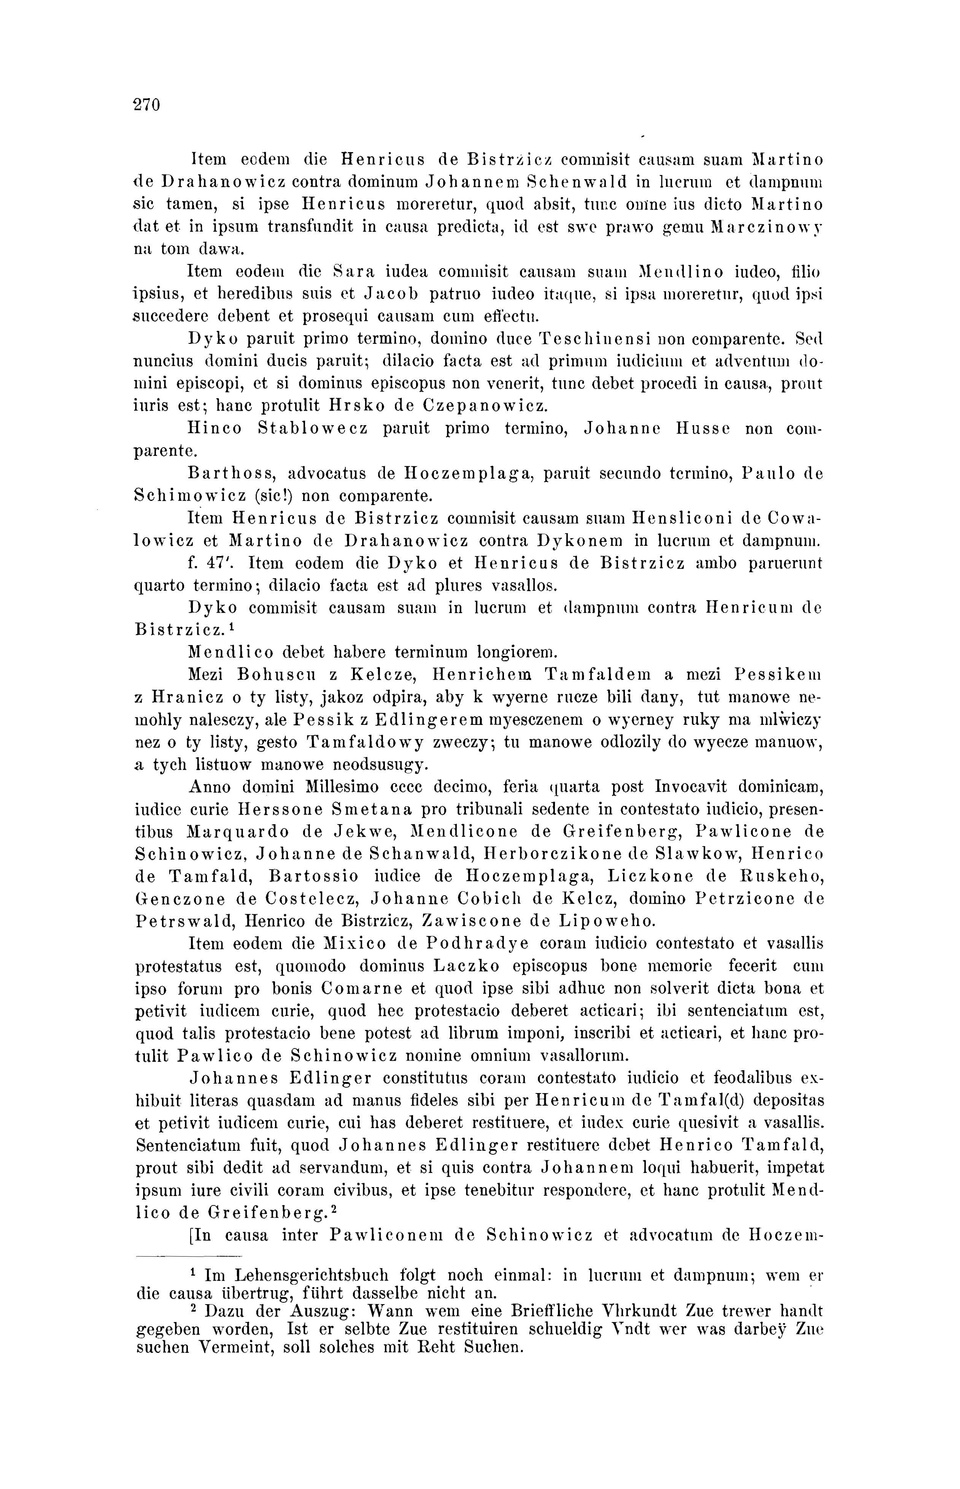 270
Item eodem die Henricus de Bistrzicz commisit causam suam Martino
de Drahanowicz contra dominum Johannem Schenwald in lucrum et dampnum
sic tamen, si ipse Henricus moreretur, quod absit, tunc omne ius dicto Martino
dat et in ipsum transfundit in causa predicta, id est swe prawo gemu Marczinowy
na tom dawa.
Item eodem die Sara iudea commisit causam suam Mendlino iudeo, filio
ipsius, et heredibus suis et Jacob patruo iudeo itaque, si ipsa moreretur, quod ipsi
succedere debent et prosequi causam cum effectu.
Dyko paruit primo termino, domino duce Teschinensi non comparente. Sed
nuncius domini ducis paruit; dilacio facta est ad primum iudicium et adventum do-
mini episcopi, et si dominus episcopus non venerit, tunc debet procedi in causa, prout
iuris est; hanc protulit Hrsko de Czepanowicz.
Hinco Stablowecz paruit primo termino, Johanne Husse non com-
parente.
Barthoss, advocatus de Hoczemplaga, paruit secundo termino, Paulo de
Schimowicz (sic!) non comparente.
Item Henricus de Bistrzicz commisit causam suam Hensliconi de Cowa-
lowicz et Martino de Drahanowicz contra Dykonem in lucrum et dampnum.
f. 47'. Item eodem die Dyko et Henricus de Bistrzicz ambo paruerunt
quarto termino; dilacio facta est ad plures vasallos.
Dyko commisit causam suam in lucrum et dampnum contra Henricum de
Bistrzicz.¹
Mendlico debet habere terminum longiorem.
Mezi Bohuscu z Kelcze, Henrichem Tamfaldem a mezi Pessikem
z Hranicz o ty listy, jakoz odpira, aby k wyerne rucze bili dany, tut manowe ne-
mohly nalesczy, ale Pessik z Edlingerem myesczenem o wyerney ruky ma mlwiczy
nez o ty listy, gesto Tamfaldowy zweczy; tu manowe odlozily do wyecze manuow,
a tych listuow manowe neodsusugy.
Anno domini Millesimo cccc decimo, feria quarta post Invocavit dominicam,
iudice curie Herssone Smetana pro tribunali sedente in contestato iudicio, presen-
tibus Marquardo de Jekwe, Mendlicone de Greifenberg, Pawlicone de
Schinowicz, Johanne de Schanwald, Herborczikone de Slawkow, Henrico
de Tamfald, Bartossio iudice de Hoczemplaga, Liczkone de Ruskeho,
Genczone de Costelecz, Johanne Cobich de Kelcz, domino Petrzicone de
Petrswald, Henrico de Bistrzicz, Zawiscone de Lipoweho.
Item eodem die Mixico de Podhradye coram iudicio contestato et vasallis
protestatus est, quomodo dominus Laczko episcopus bone memorie fecerit cum
ipso forum pro bonis Comarne et quod ipse sibi adhuc non solverit dicta bona et
petivit iudicem curie, quod hec protestacio deberet acticari; ibi sentenciatum est,
quod talis protestacio bene potest ad librum imponi, inscribi et acticari, et hanc pro-
tulit Pawlico de Schinowicz nomine omnium vasallorum.
Johannes Edlinger constitutus coram contestato iudicio et feodalibus ex-
hibuit literas quasdam ad manus fideles sibi per Henricum de Tamfal(d) depositas
et petivit iudicem curie, cui has deberet restituere, et iudex curie quesivit a vasallis.
Sentenciatum fuit, quod Johannes Edlinger restituere debet Henrico Tamfald,
prout sibi dedit ad servandum, et si quis contra Johannem loqui habuerit, impetat
ipsum iure civili coram civibus, et ipse tenebitur respondere, et hanc protulit Mend-
lico de Greifenberg.²
[In causa inter Pawliconem de Schinowicz et advocatum de Hoczem-
¹ Im Lehensgerichtsbuch folgt noch einmal: in lucrum et dampnum; wem er
die causa übertrug, führt dasselbe nicht an.
² Dazu der Auszug: Wann wem eine Brieffliche Vhrkundt Zue trewer handt
gegeben worden, Ist er selbte Zue restituiren schueldig Vndt wer was darbeÿ Zue
suchen Vermeint, soll solches mit Reht Suchen.